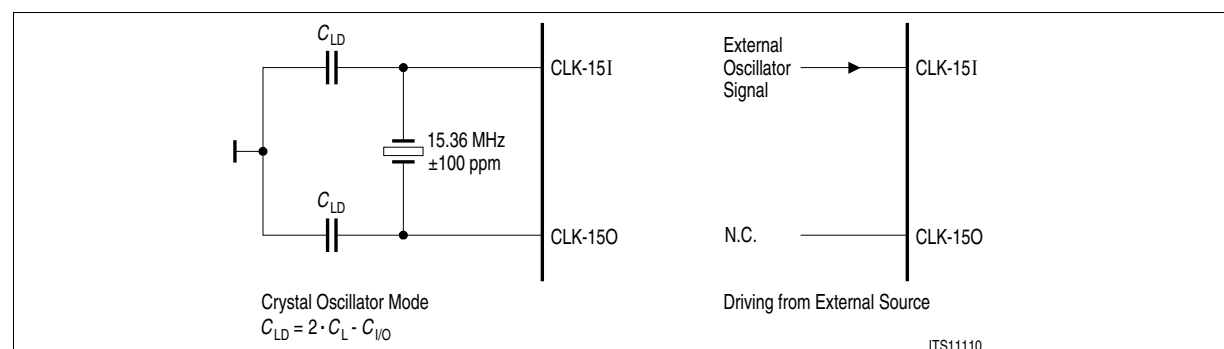 C_LD
CLK-15I
15.36 MHz
±100 ppm
C_LD
CLK-15O
Crystal Oscillator Mode
C_LD = 2 · C_L - C_I/O
External
Oscillator
Signal
CLK-15I
N.C.
CLK-15O
Driving from External Source
ITS11110